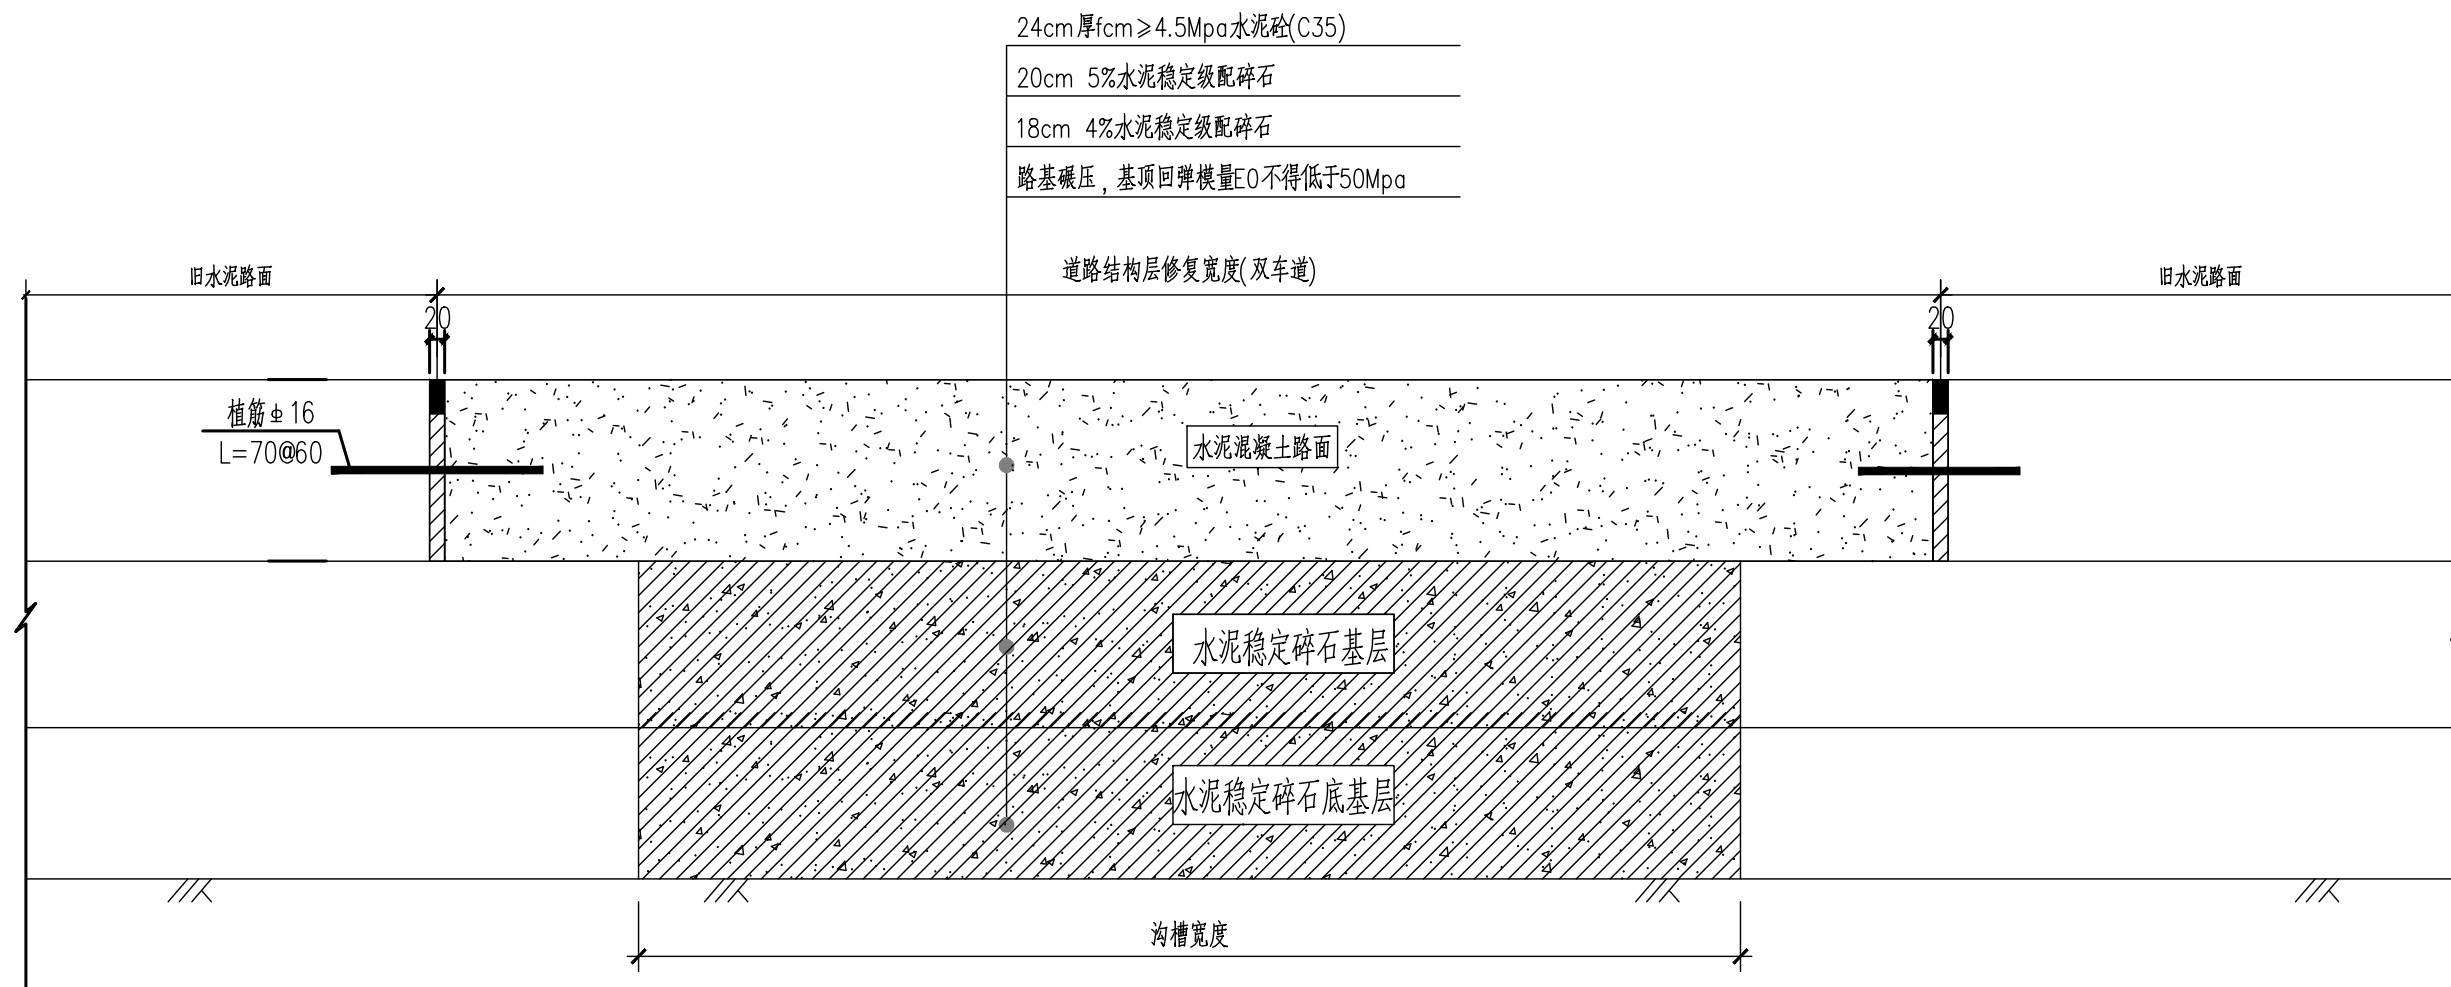 24cm厚fcm≥4.5Mpa水泥砼(C35)
20cm 5%水泥稳定级配碎石
18cm 4%水泥稳定级配碎石
路基碾压，基顶回弹模量E0不得低于50Mpa
旧水泥路面
道路结构层修复宽度(双车道)
旧水泥路面
20
20
植筋⌽16
L=70@60
水泥混凝土路面
水泥稳定碎石基层
水泥稳定碎石底基层
沟槽宽度